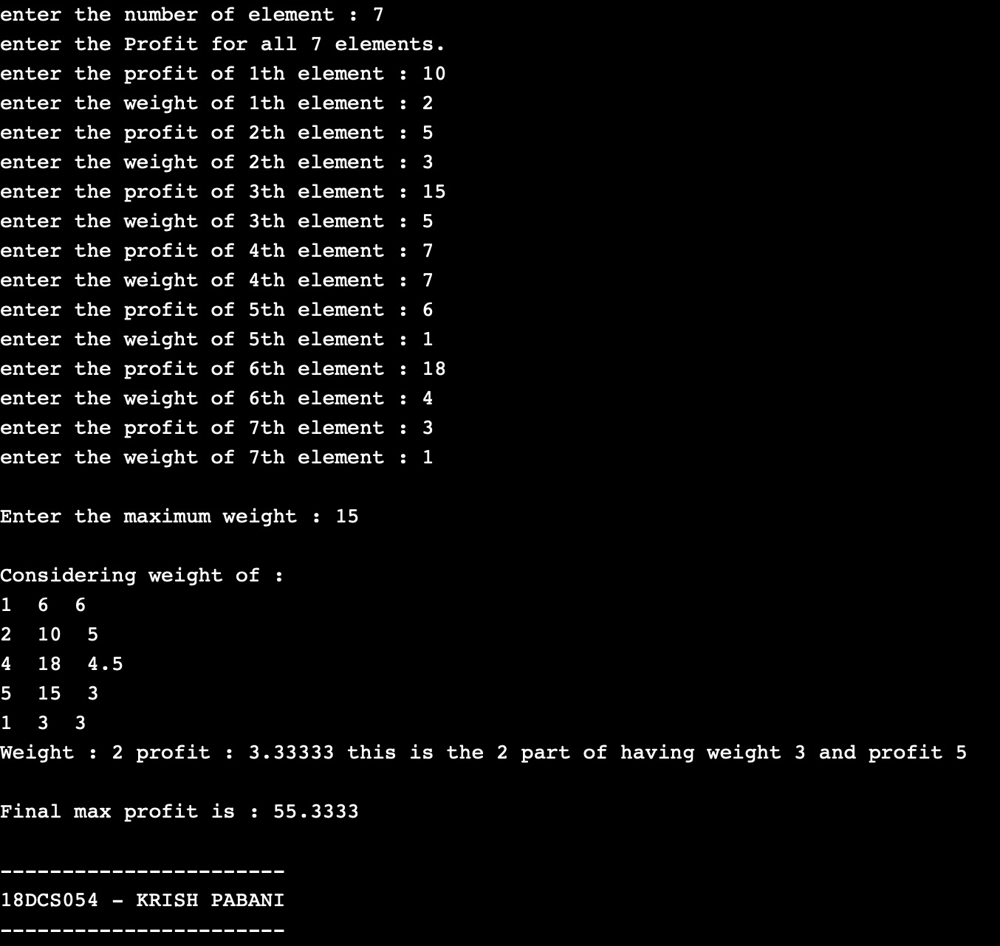 enter the number of element : 7
enter the Profit for all 7 elements.
enter the profit of 1th element : 10
enter the weight of 1th element : 2
enter the profit of 2th element : 5
enter the weight of 2th element : 3
enter the profit of 3th element : 15
enter the weight of 3th element : 5
enter the profit of 4th element : 7
enter the weight of 4th element : 7
enter the profit of 5th element : 6
enter the weight of 5th element : 1
enter the profit of 6th element : 18
enter the weight of 6th element : 4
enter the profit of 7th element : 3
enter the weight of 7th element : 1
Enter the maximum weight : 15
Considering weight of :
1  6  6
2  10  5
4  18  4.5
5  15  3
1  3  3
Weight : 2 profit : 3.33333 this is the 2 part of having weight 3 and profit 5
Final max profit is : 55.3333
-----------------------
18DCS054 - KRISH PABANI
-----------------------